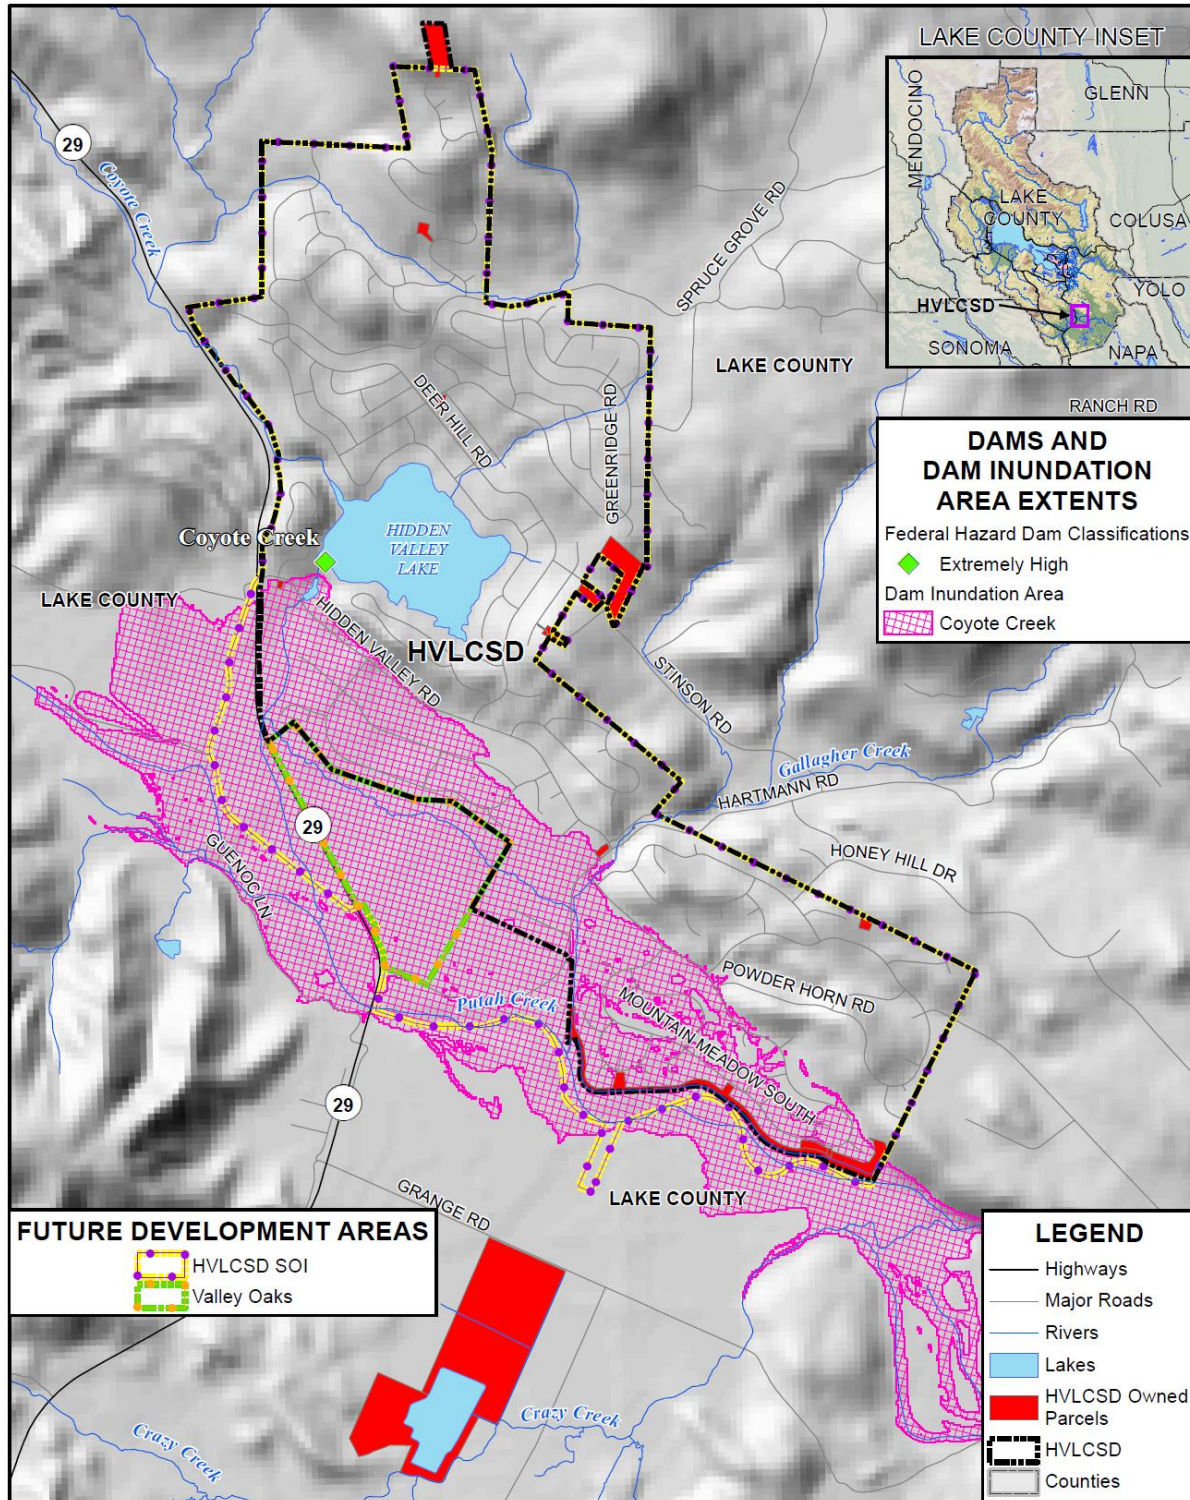 LAKE COUNTY INSET
MENDOCINO
GLENN
LAKE
COUNTY
COLUSA
YOLO
HVLCSD
SONOMA
NAPA
29
Coyote Creek
SPRUCE GROVE RD
LAKE COUNTY
RANCH RD
DEER HILL RD
GREENRIDGE RD
DAMS AND
DAM INUNDATION
AREA EXTENTS
Federal Hazard Dam Classifications
Extremely High
Dam Inundation Area
Coyote Creek
Coyote Creek
HIDDEN
VALLEY
LAKE
LAKE COUNTY
HIDDEN VALLEY RD
HVLCSD
STINSON RD
Gallagher Creek
HARTMANN RD
29
GUENOC LN
HONEY HILL DR
POWDER HORN RD
Putah Creek
MOUNTAIN MEADOW SOUTH
29
LAKE COUNTY
GRANGE RD
FUTURE DEVELOPMENT AREAS
HVLCSD SOI
Valley Oaks
Crazy Creek
Crazy Creek
LEGEND
Highways
Major Roads
Rivers
Lakes
HVLCSD Owned
Parcels
HVLCSD
Counties